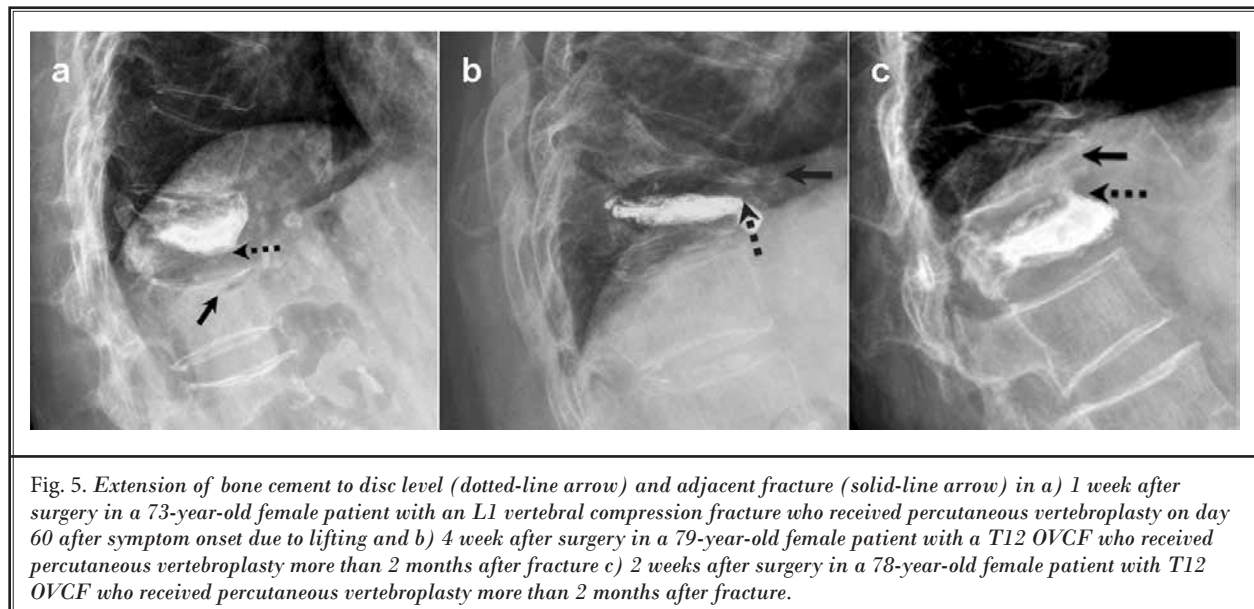 a
b
c
Fig. 5. Extension of bone cement to disc level (dotted-line arrow) and adjacent fracture (solid-line arrow) in a) 1 week after
surgery in a 73-year-old female patient with an L1 vertebral compression fracture who received percutaneous vertebroplasty on day
60 after symptom onset due to lifting and b) 4 week after surgery in a 79-year-old female patient with a T12 OVCF who received
percutaneous vertebroplasty more than 2 months after fracture c) 2 weeks after surgery in a 78-year-old female patient with T12
OVCF who received percutaneous vertebroplasty more than 2 months after fracture.